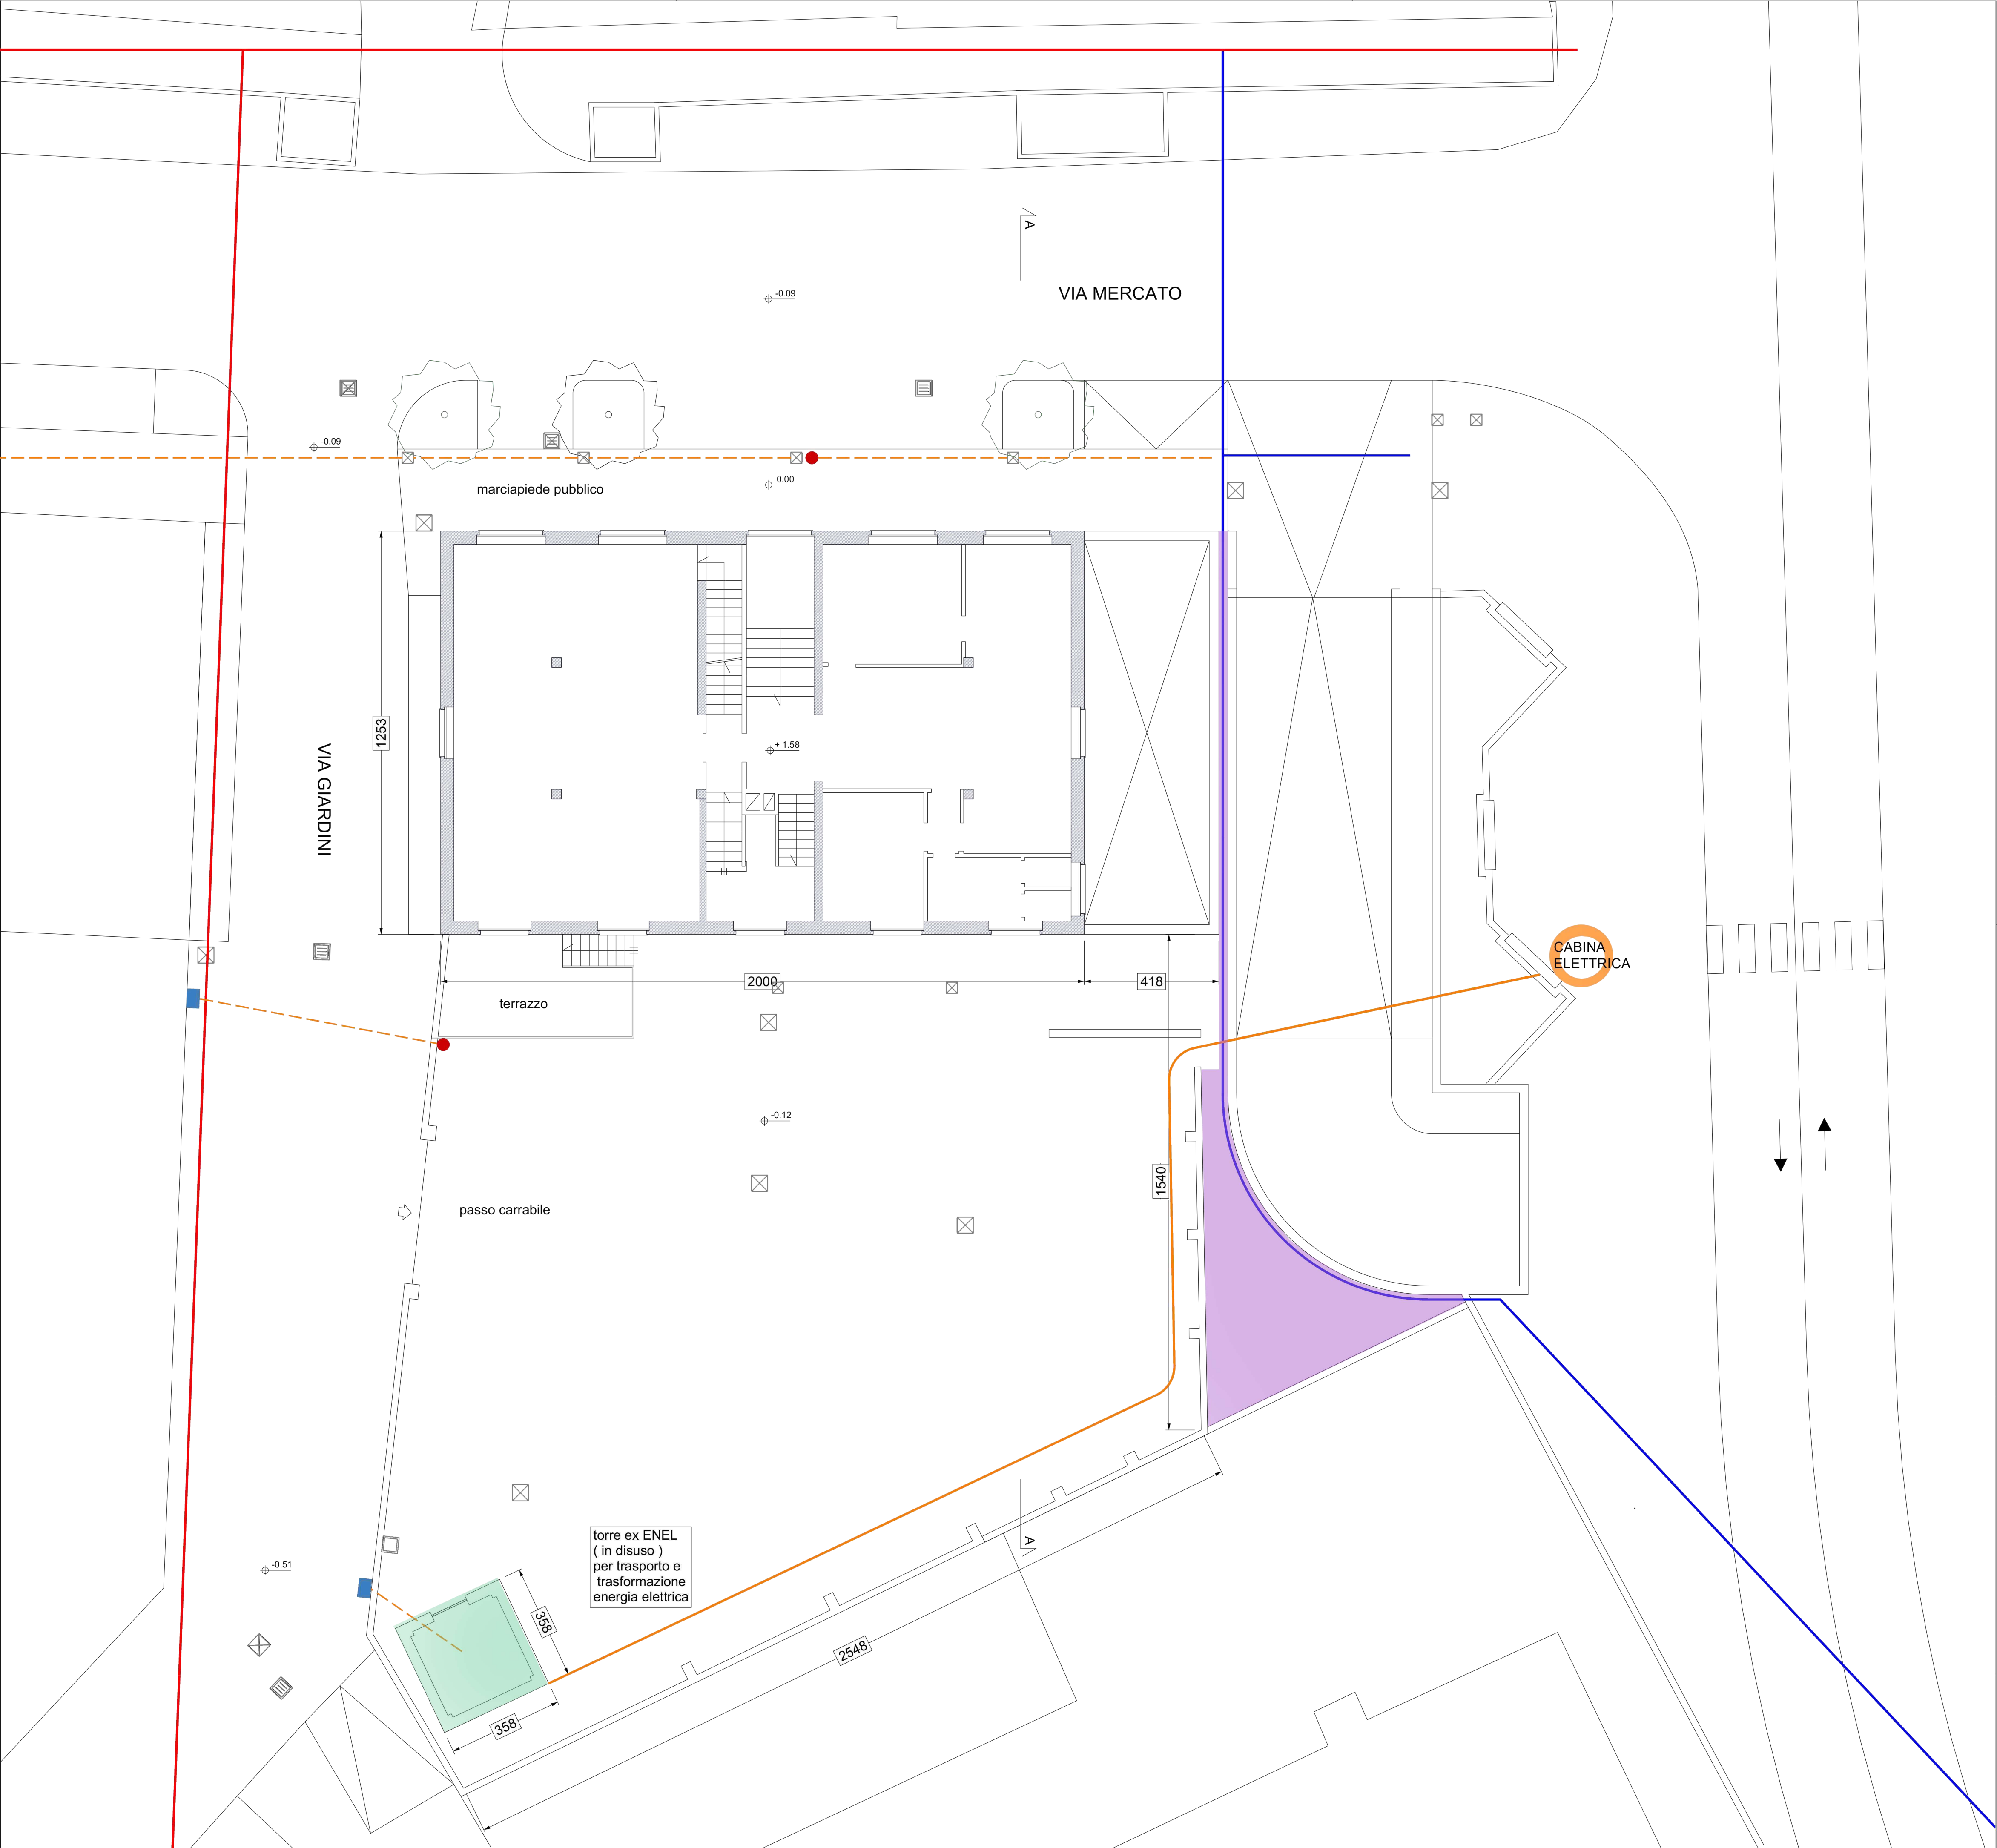 A
-0.09
VIA MERCATO
-0.09
0.00
marciapiede pubblico
1253
VIA GIARDINI
+ 1.58
CABINA
ELETTRICA
2000
418
terrazzo
-0.12
1540
passo carrabile
torre ex ENEL
( in disuso )
per trasporto e
trasformazione
energia elettrica
A
-0.51
358
2548
358